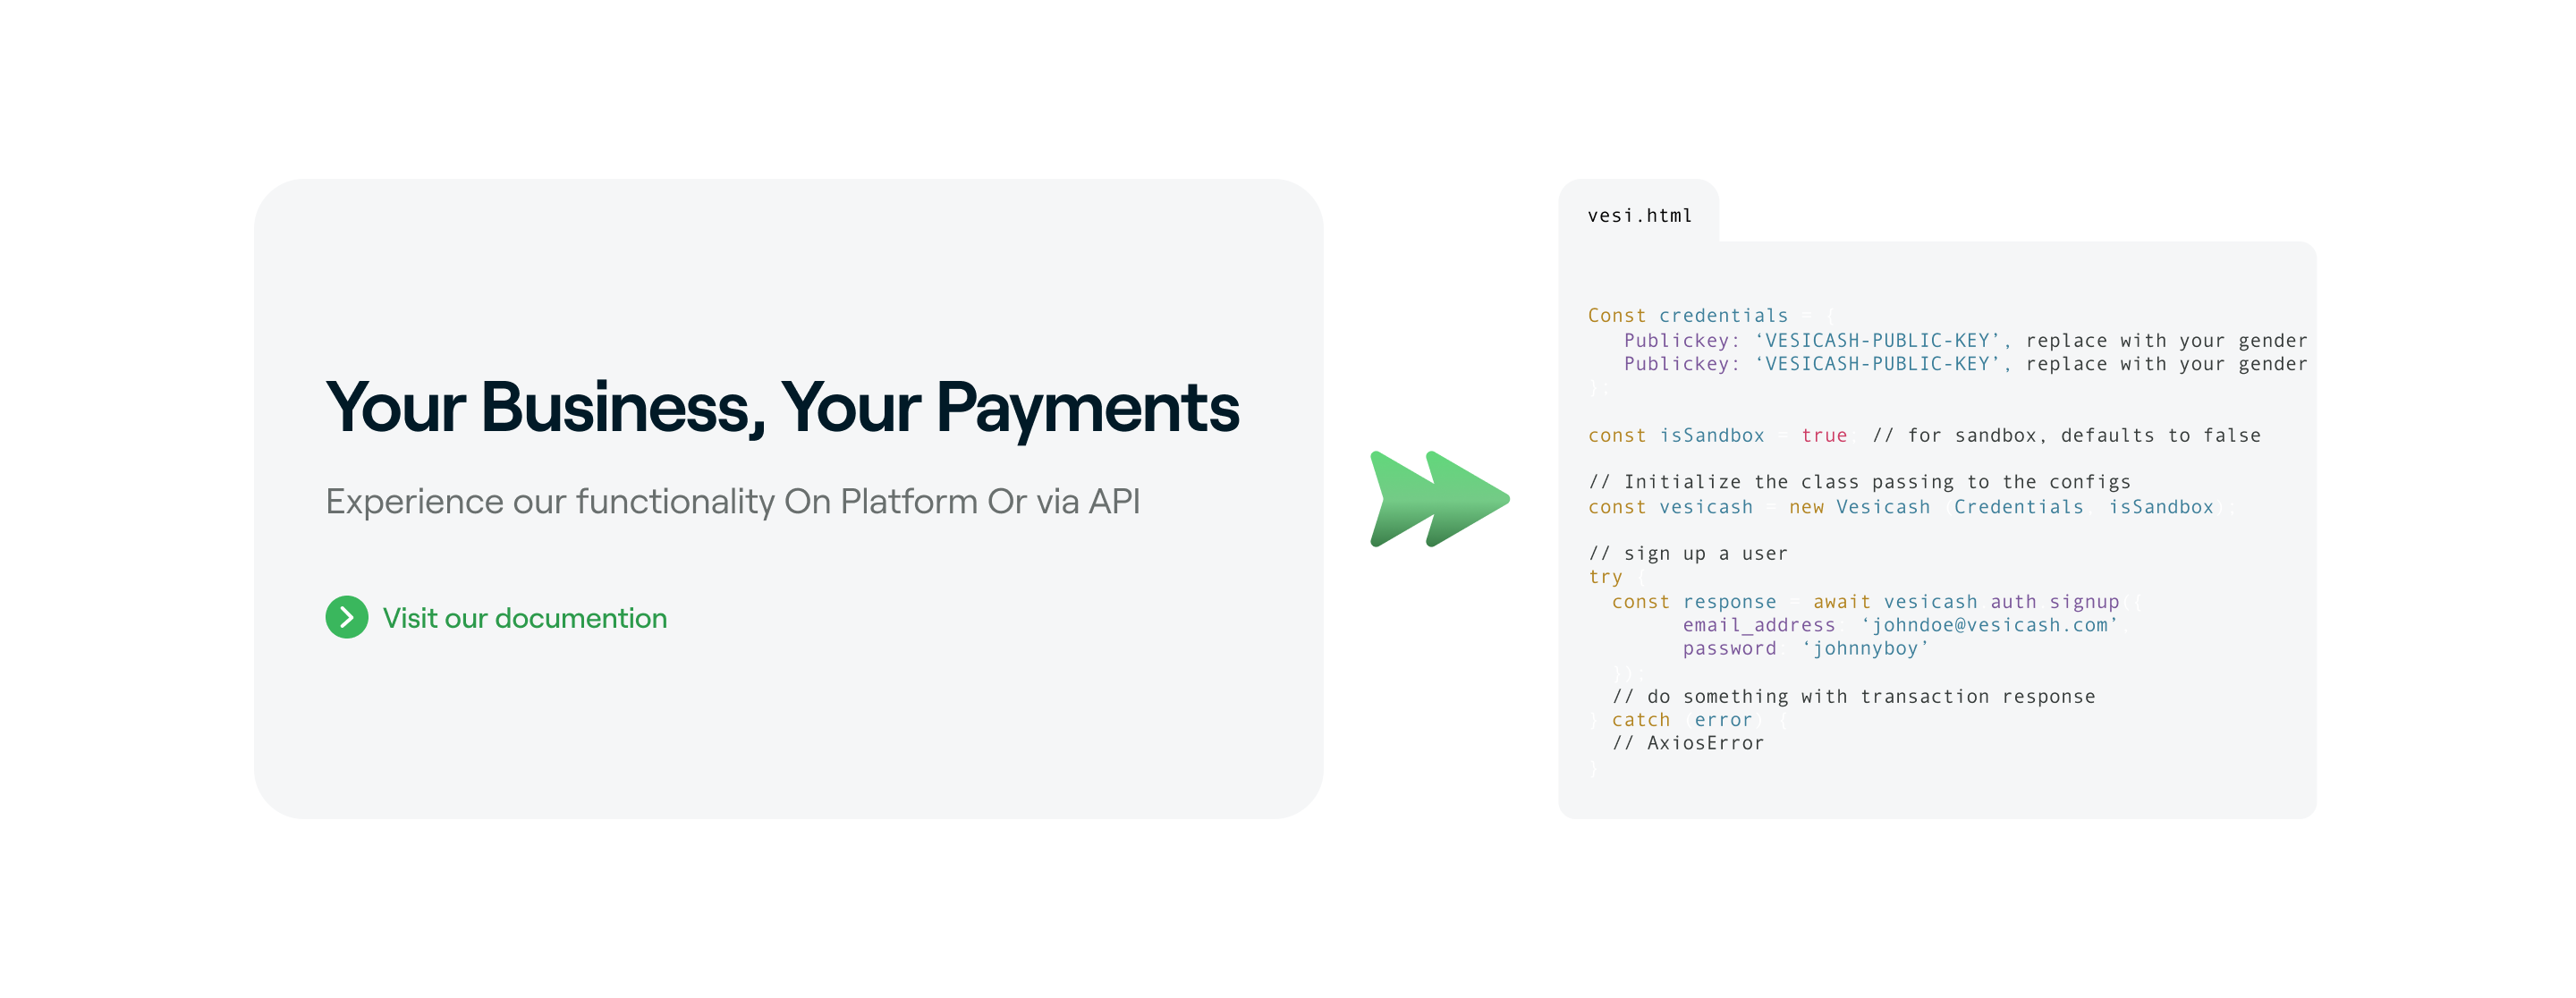 Your Business, Your Payments
Experience our functionality On Platform Or via API
Visit our documention
vesi.html
Const credentials = {
Publickey: ‘VESICASH-PUBLIC-KEY’, replace with your gender
Publickey: ‘VESICASH-PUBLIC-KEY’, replace with your gender
};
const isSandbox = true; // for sandbox, defaults to false
// Initialize the class passing to the configs
const vesicash = new Vesicash (Credentials, isSandbox);
// sign up a user
try {
const response = await vesicash.auth.signup({
email_address: ‘johndoe@vesicash.com’,
password: ‘johnnyboy’
});
// do something with transaction response
} catch (error) {
// AxiosError
}